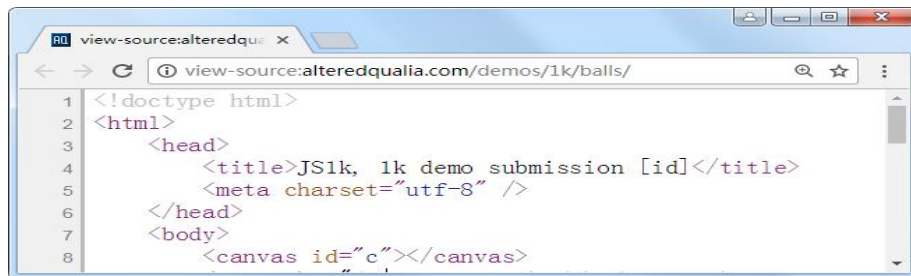 AQ view-source:alteredqua
view-source:alteredqualia.com/demos/1k/balls/
1 <!doctype html>
2 <html>
3 <head>
4 <title>JS1k, 1k demo submission [id]</title>
5 <meta charset="utf-8" />
6 </head>
7 <body>
8 <canvas id="c"></canvas>